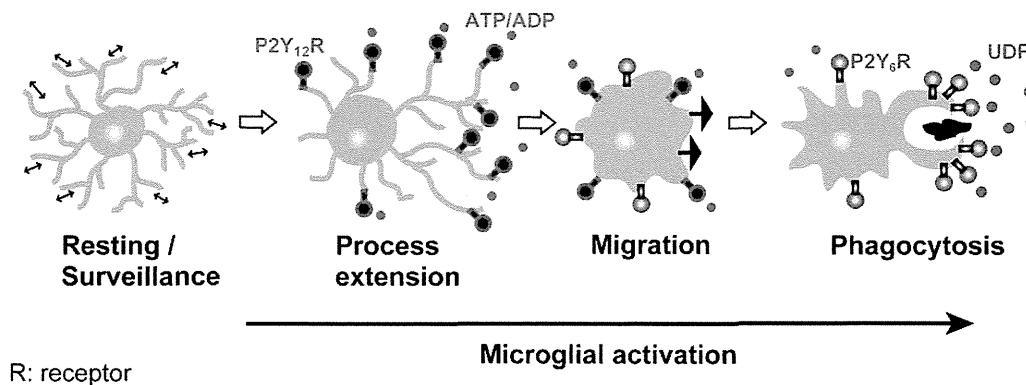 ATP/ADP
P2Y₁₂R
P2Y₆R
UDP
Resting /
Surveillance
Process
extension
Migration
Phagocytosis
Microglial activation
R: receptor